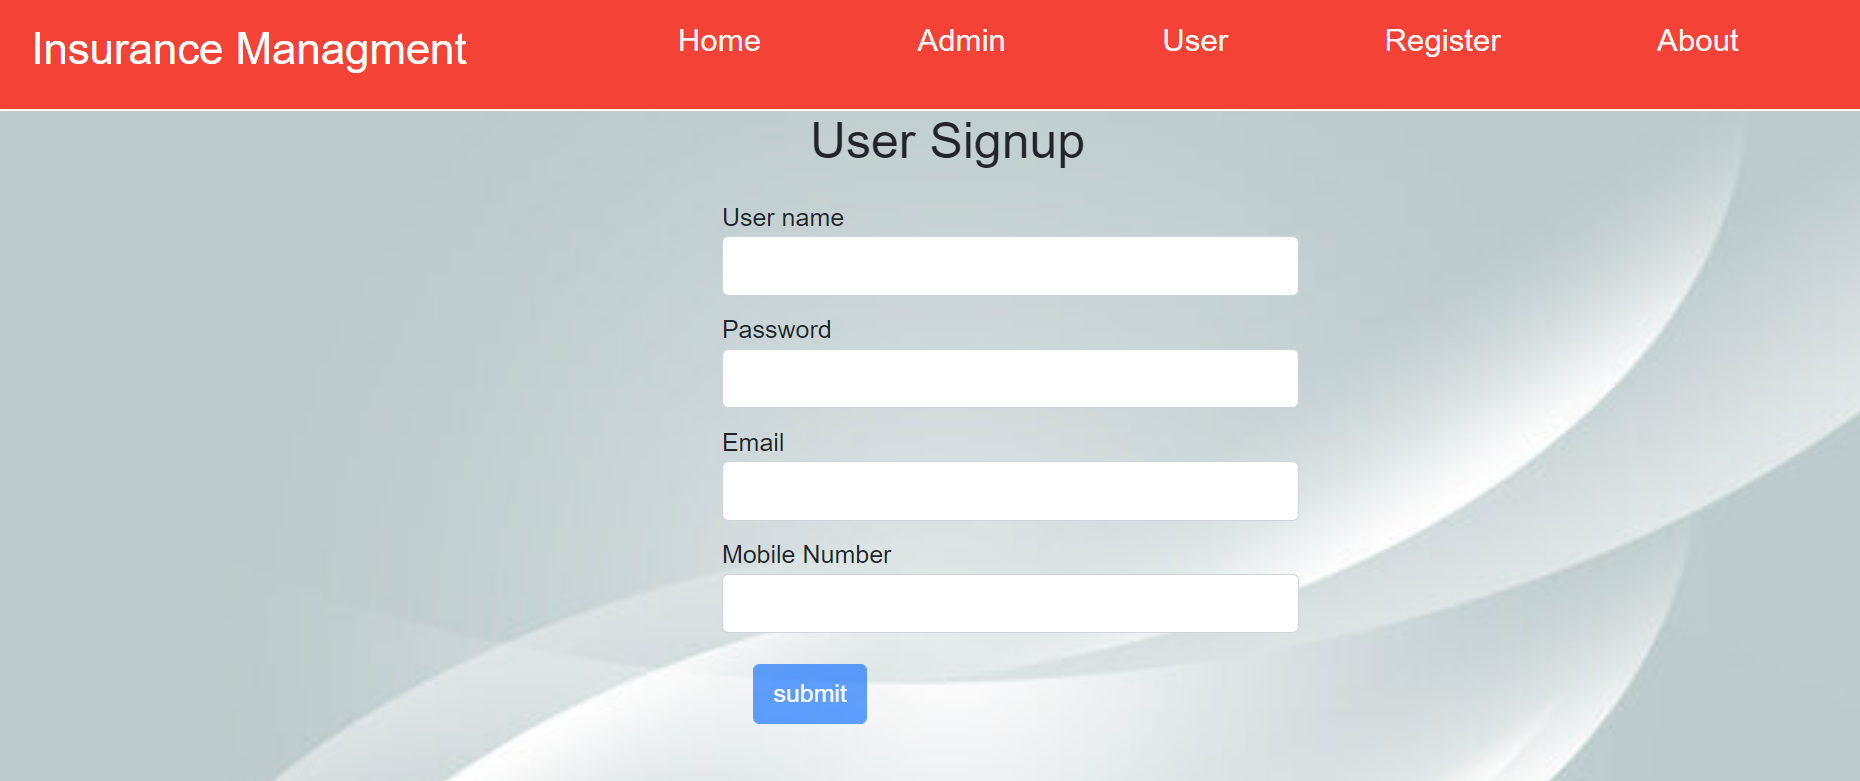 Insurance Managment Home Admin User Register About
User Signup
User name
Password
Email
Mobile Number
submit